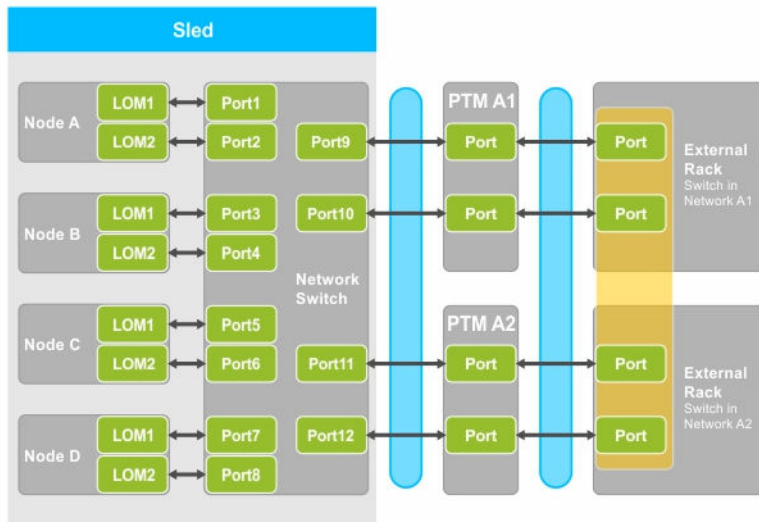 Sled
Node A
LOM1
LOM2
Port1
Port2
Port9
PTM A1
Port
Port
External
Rack
Switch in
Network A1
Node B
LOM1
LOM2
Port3
Port4
Port10
Port
Port
Network
Switch
Node C
LOM1
LOM2
Port5
Port6
Port11
PTM A2
Port
Port
External
Rack
Switch in
Network A2
Node D
LOM1
LOM2
Port7
Port8
Port12
Port
Port